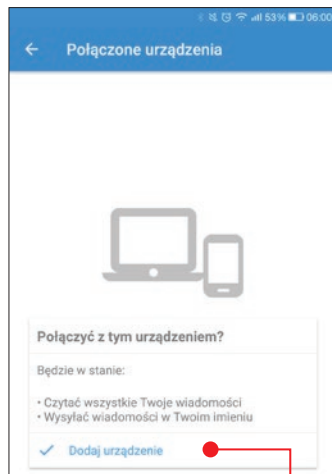 53% 06:00
← Połączone urządzenia
Połączyć z tym urządzeniem?
Będzie w stanie:
• Czytać wszystkie Twoje wiadomości
• Wysyłać wiadomości w Twoim imieniu
✓ Dodaj urządzenie